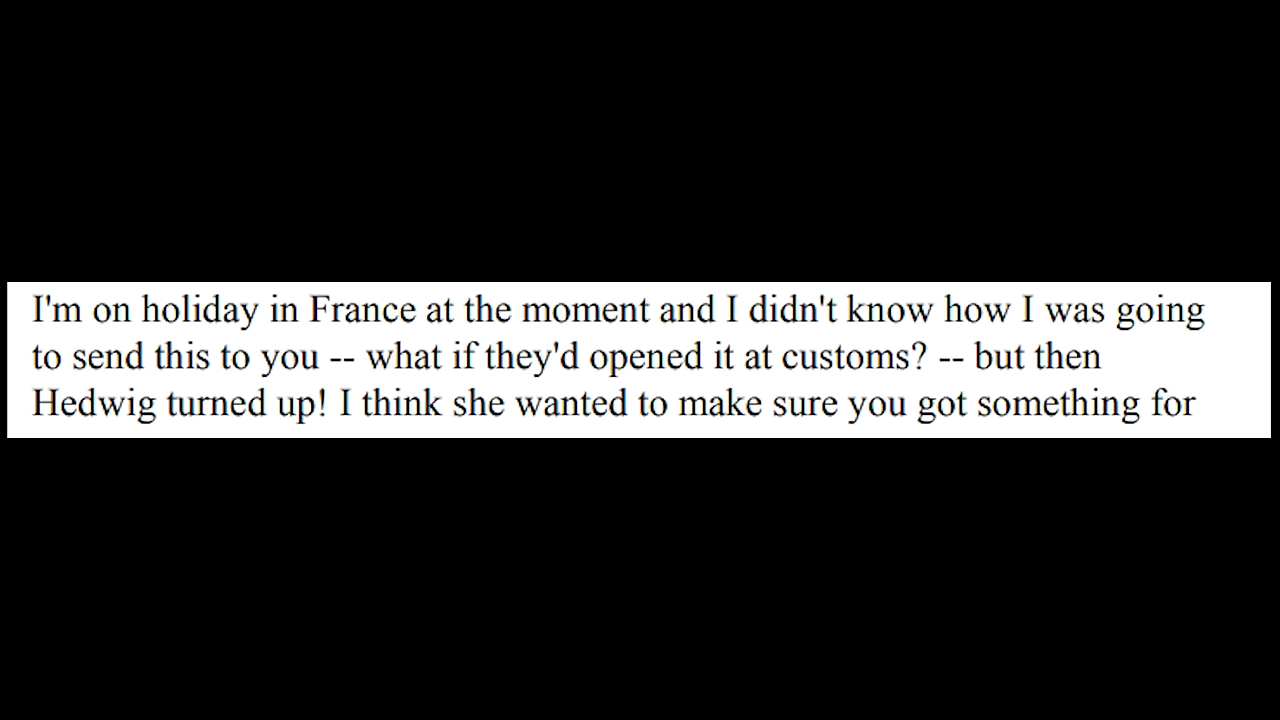 I'm on holiday in France at the moment and I didn't know how I was going
to send this to you -- what if they'd opened it at customs? -- but then
Hedwig turned up! I think she wanted to make sure you got something for